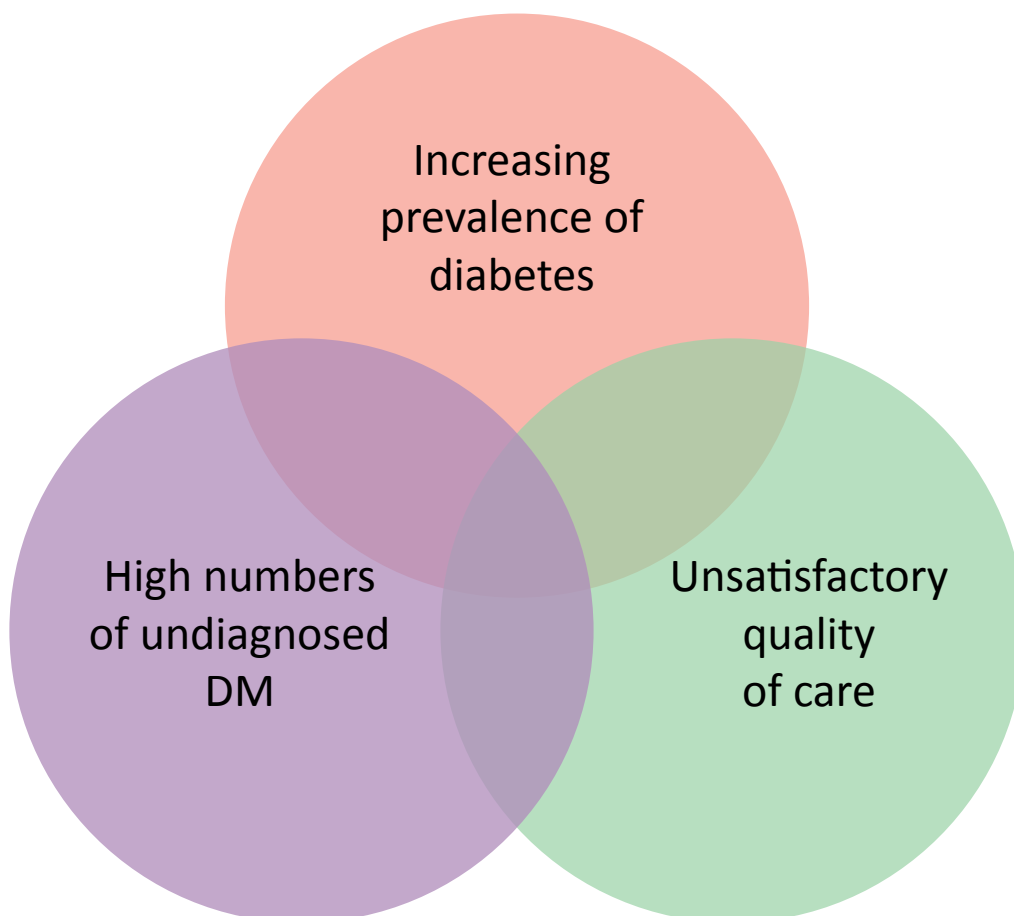 Increasing
prevalence of
diabetes
High numbers
of undiagnosed
DM
Unsatisfactory
quality
of care